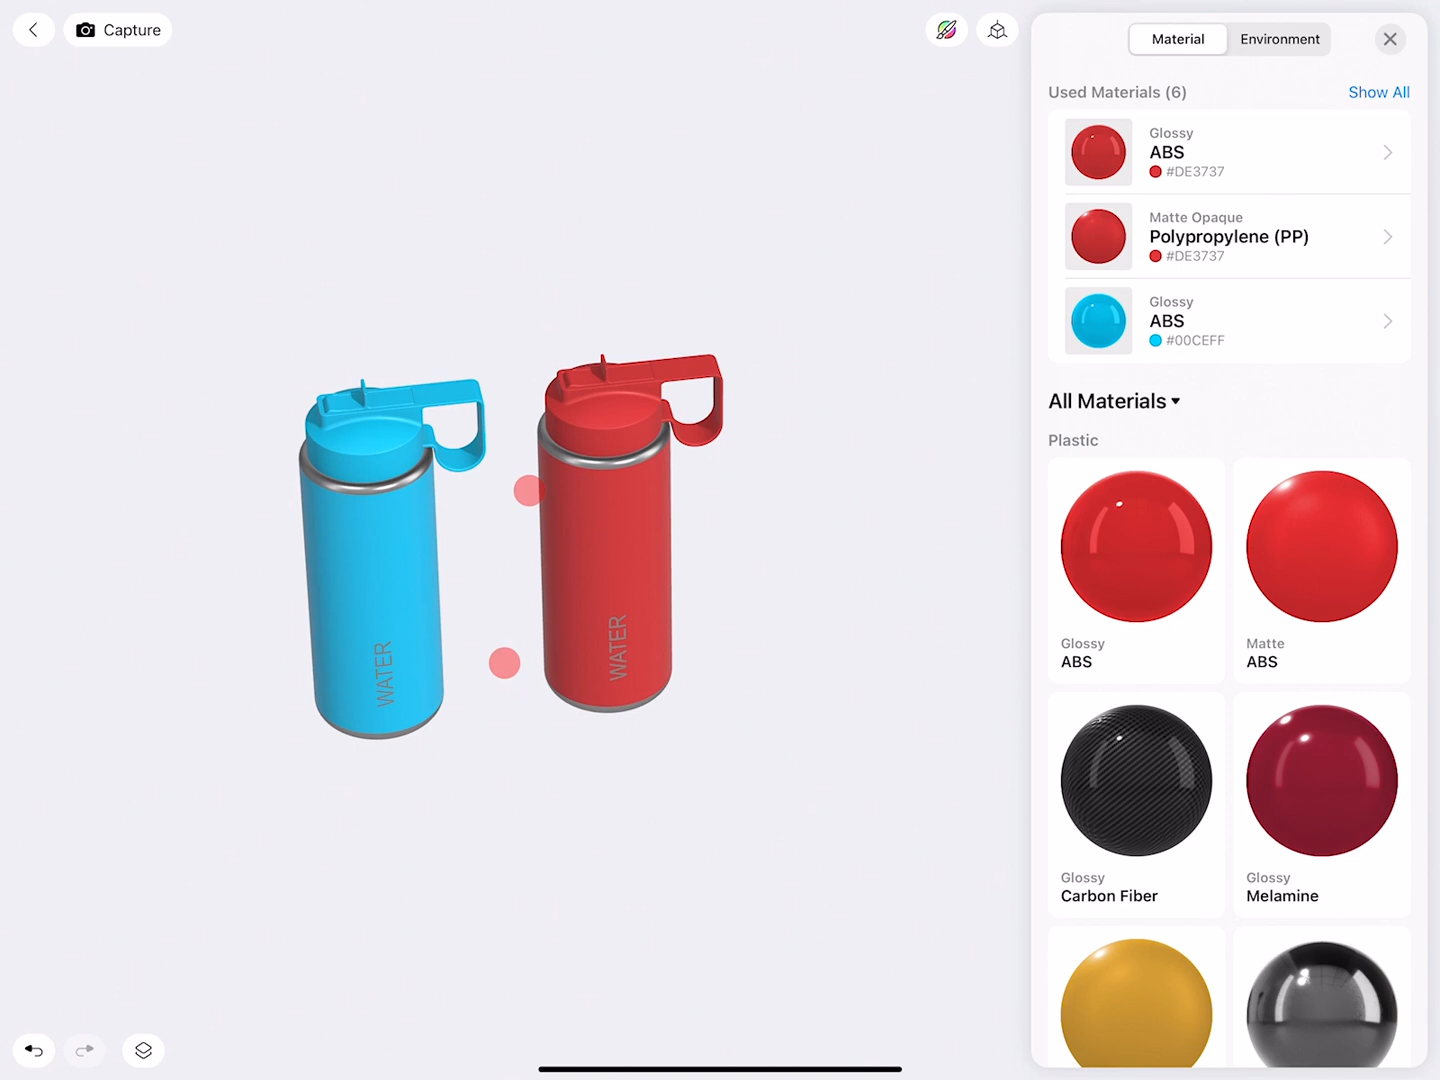 Capture
Material
Environment
Used Materials (6)
Show All
Glossy
ABS
#DE3737
Matte Opaque
Polypropylene (PP)
#DE3737
Glossy
ABS
#00CEFF
All Materials
Plastic
Glossy
ABS
Matte
ABS
Glossy
Carbon Fiber
Glossy
Melamine
WATER
WATER